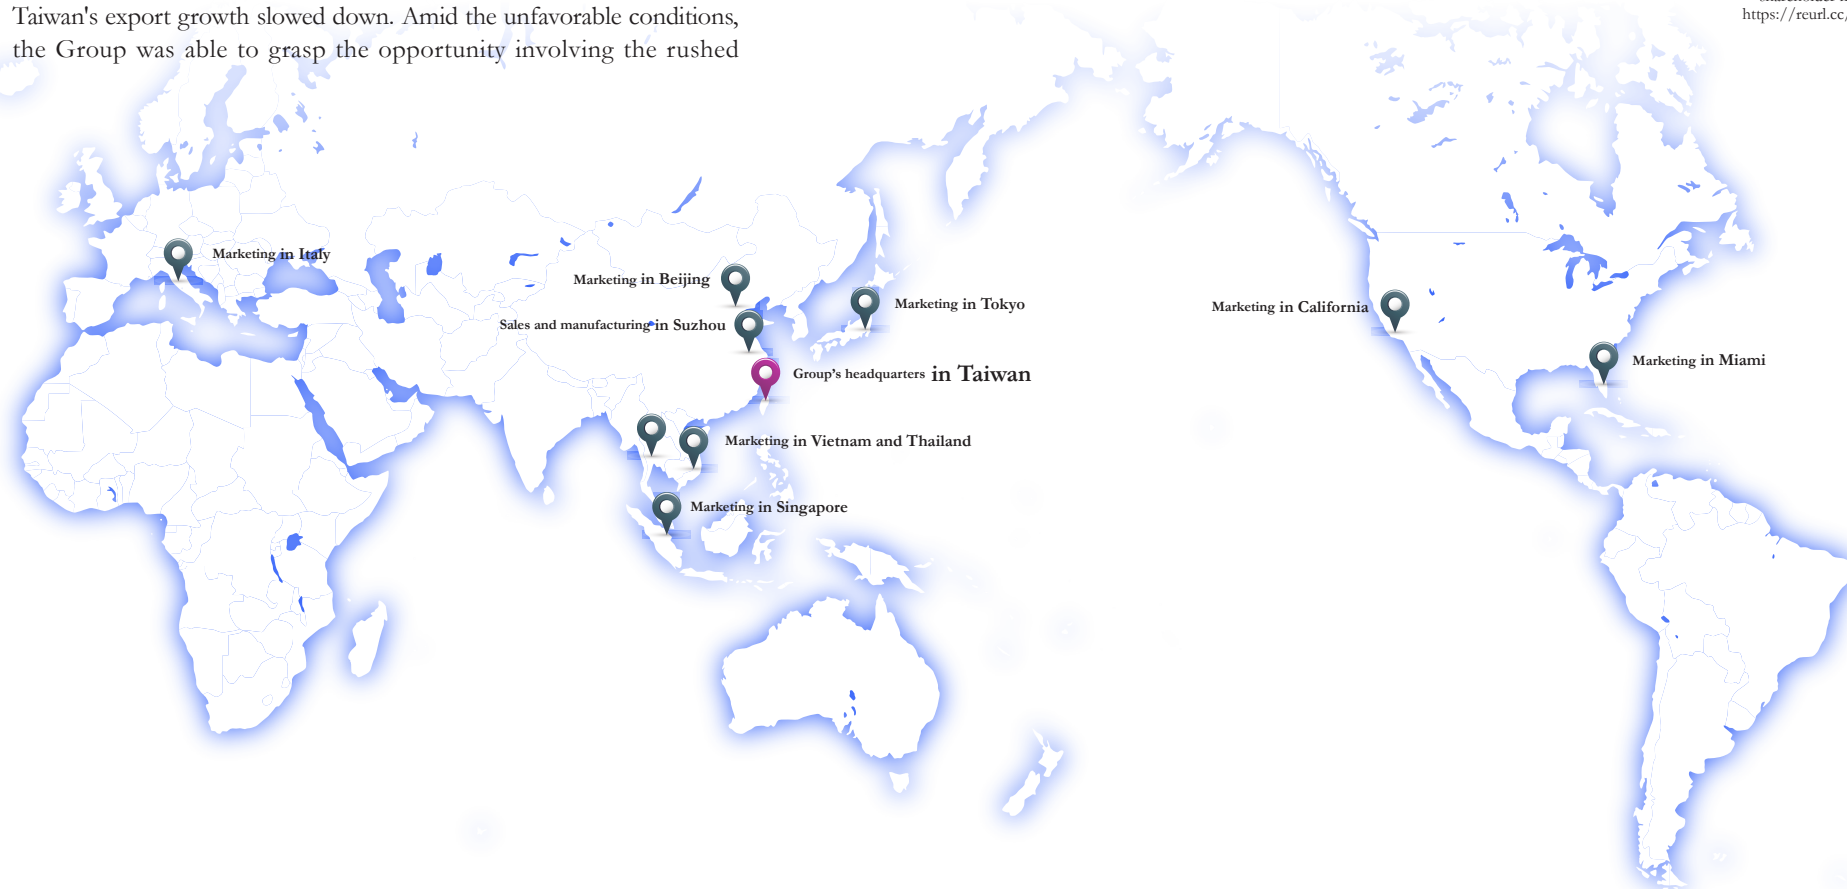 Taiwan's export growth slowed down. Amid the unfavorable conditions,
the Group was able to grasp the opportunity involving the rushed
https://reurl.cc/
Marketing in Italy
Marketing in Beijing
Marketing in Tokyo
Marketing in California
Sales and manufacturing in Suzhou
Marketing in Miami
Group's headquarters in Taiwan
Marketing in Vietnam and Thailand
Marketing in Singapore